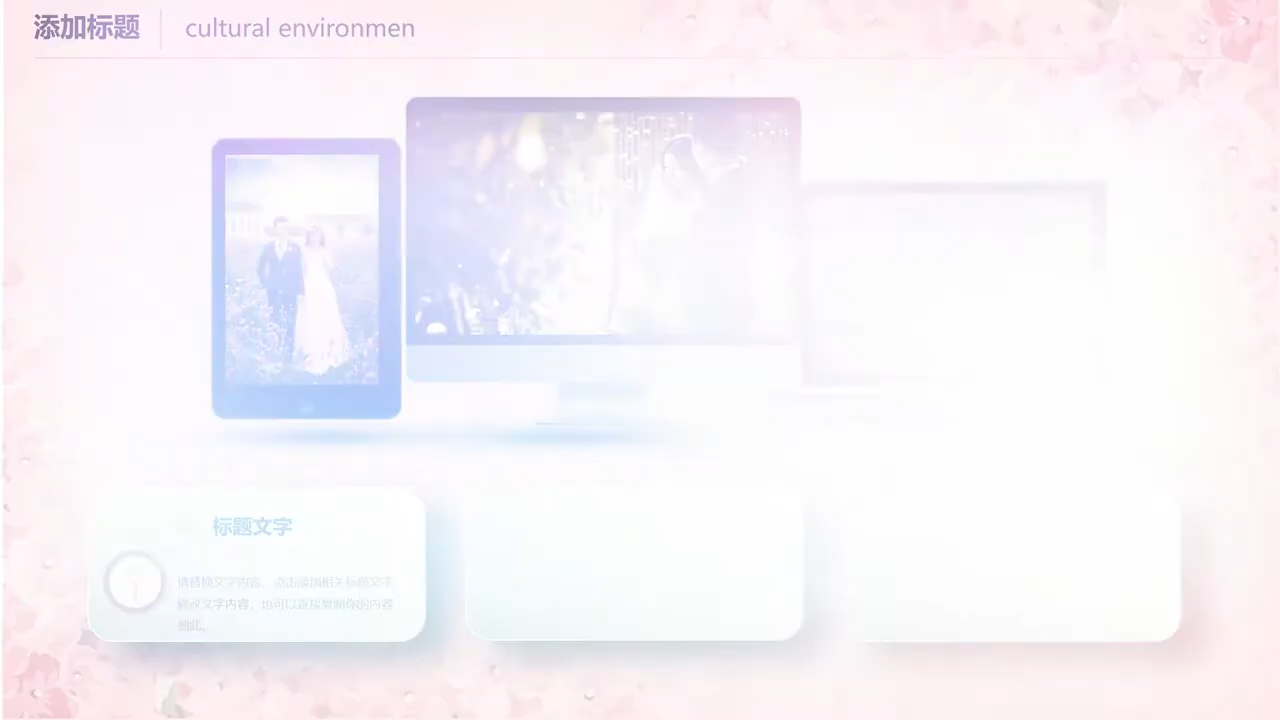 添加标题
cultural environmen
标题文字
请替换文字内容，点击添加相关标题文字
修改文字内容，也可以直接复制你的内容
到此。